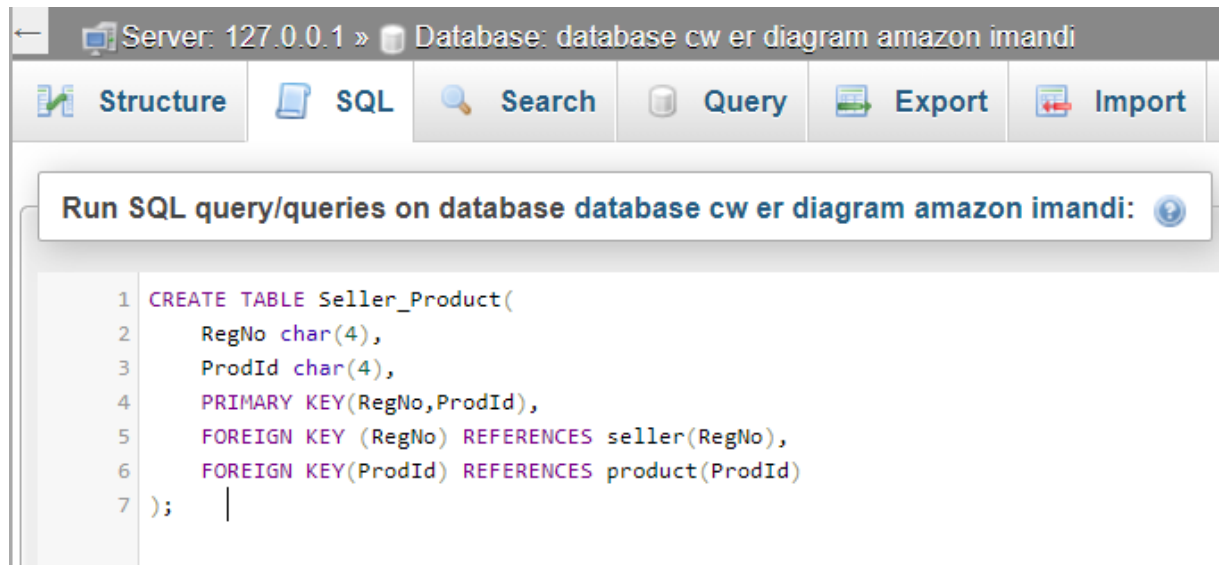 ← Server: 127.0.0.1 » Database: database cw er diagram amazon imandi
Structure SQL Search Query Export Import
Run SQL query/queries on database database cw er diagram amazon imandi:
1 CREATE TABLE Seller_Product(
2 RegNo char(4),
3 ProdId char(4),
4 PRIMARY KEY(RegNo,ProdId),
5 FOREIGN KEY (RegNo) REFERENCES seller(RegNo),
6 FOREIGN KEY(ProdId) REFERENCES product(ProdId)
7 );